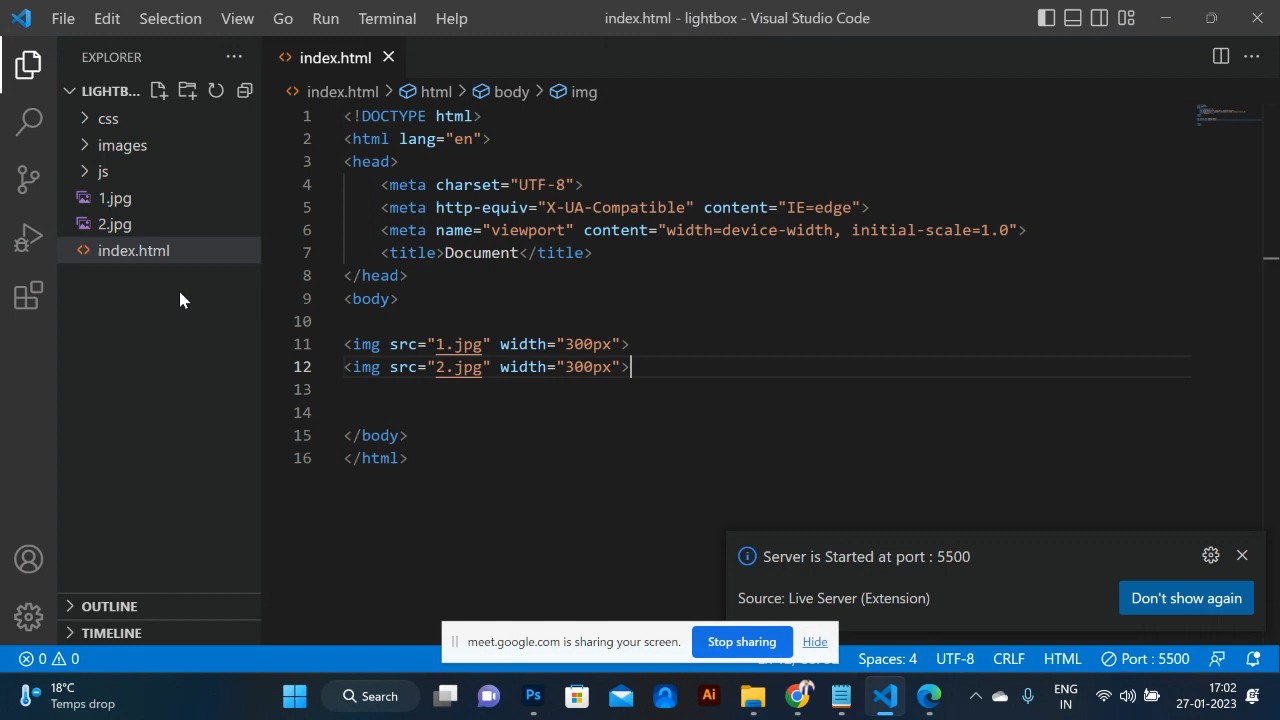 File Edit Selection View Go Run Terminal Help
index.html - lightbox - Visual Studio Code
EXPLORER
LIGHTB...
css
images
js
1.jpg
2.jpg
index.html
OUTLINE
TIMELINE
index.html
index.html > html > body > img
1 <!DOCTYPE html>
2 <html lang="en">
3 <head>
4 <meta charset="UTF-8">
5 <meta http-equiv="X-UA-Compatible" content="IE=edge">
6 <meta name="viewport" content="width=device-width, initial-scale=1.0">
7 <title>Document</title>
8 </head>
9 <body>
10
11 <img src="1.jpg" width="300px">
12 <img src="2.jpg" width="300px">
13
14
15 </body>
16 </html>
Server is Started at port : 5500
Source: Live Server (Extension)
Don't show again
meet.google.com is sharing your screen. Stop sharing Hide
0 0
Spaces: 4 UTF-8 CRLF HTML Port : 5500
18°C
Temps drop
Search
Ps
Ai
ENG
IN
17:02
27-01-2023